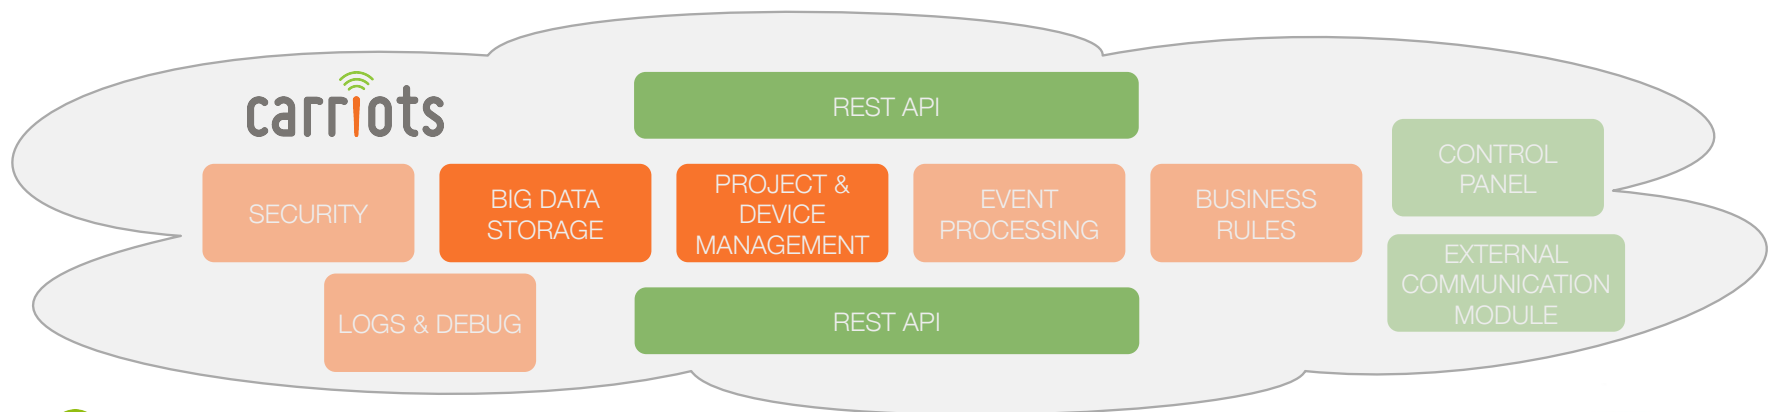 carriots
REST API
SECURITY
BIG DATA
STORAGE
PROJECT &
DEVICE
MANAGEMENT
EVENT
PROCESSING
BUSINESS
RULES
CONTROL
PANEL
EXTERNAL
COMMUNICATION
MODULE
LOGS & DEBUG
REST API